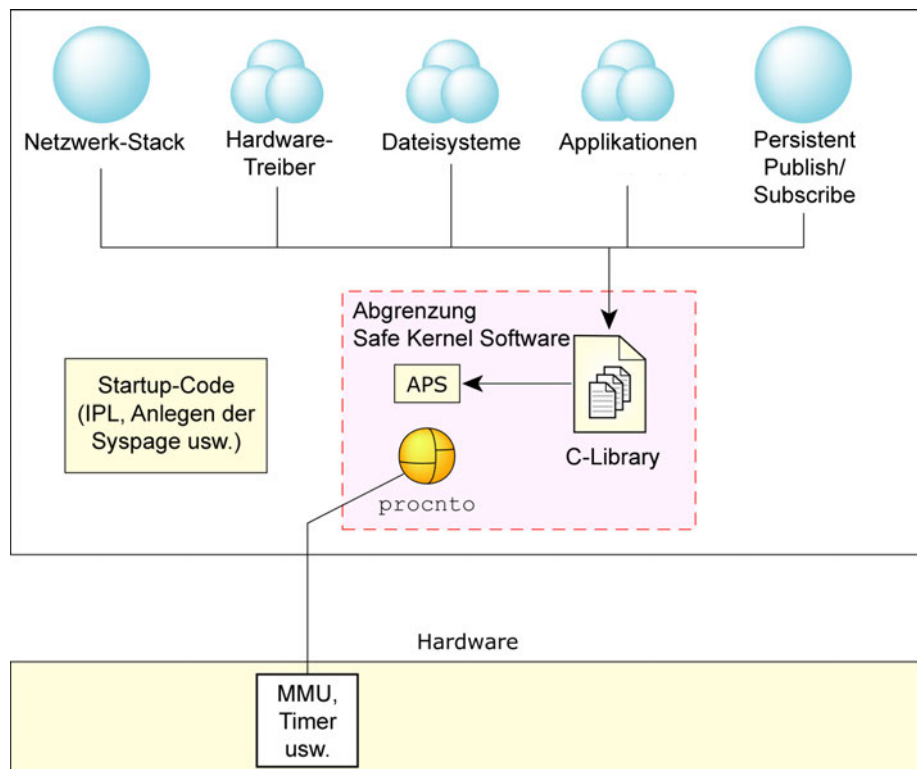 Netzwerk-Stack
Hardware-
Treiber
Dateisysteme
Applikationen
Persistent
Publish/
Subscribe
Abgrenzung
Safe Kernel Software
Startup-Code
(IPL, Anlegen der
Syspage usw.)
APS
C-Library
procnto
Hardware
MMU,
Timer
usw.